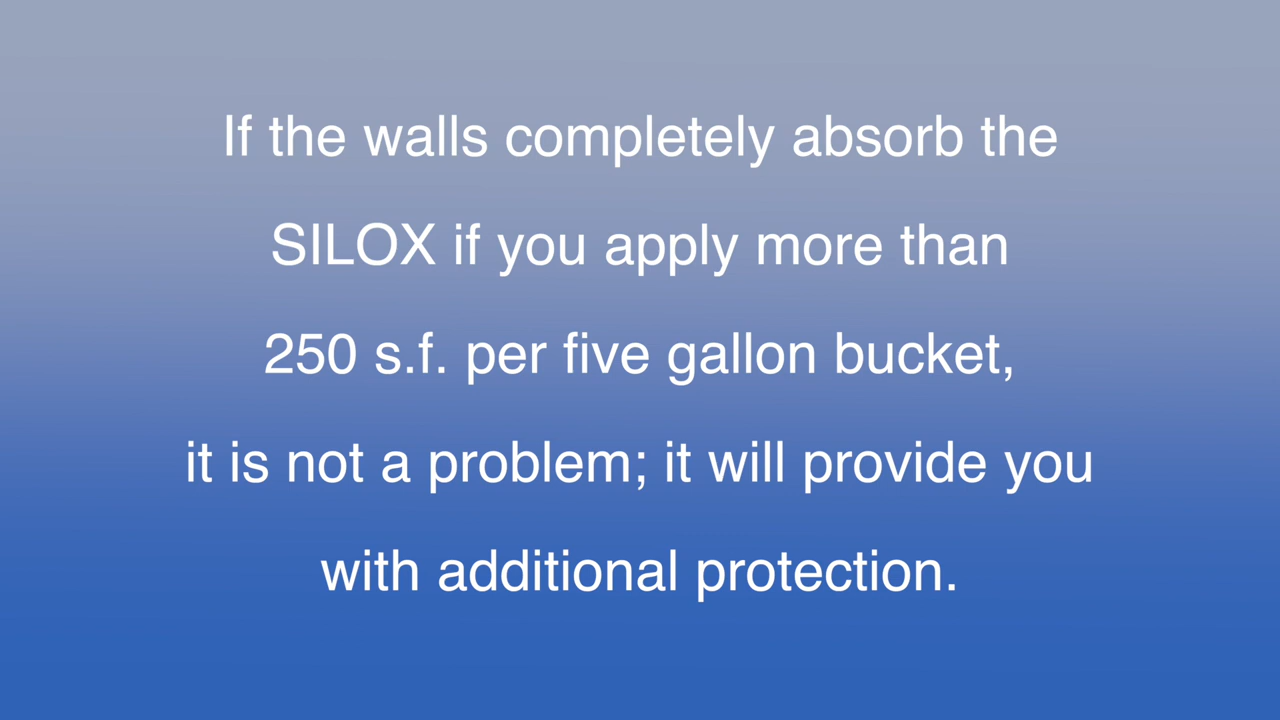 If the walls completely absorb the
SILOX if you apply more than
250 s.f. per five gallon bucket,
it is not a problem; it will provide you
with additional protection.